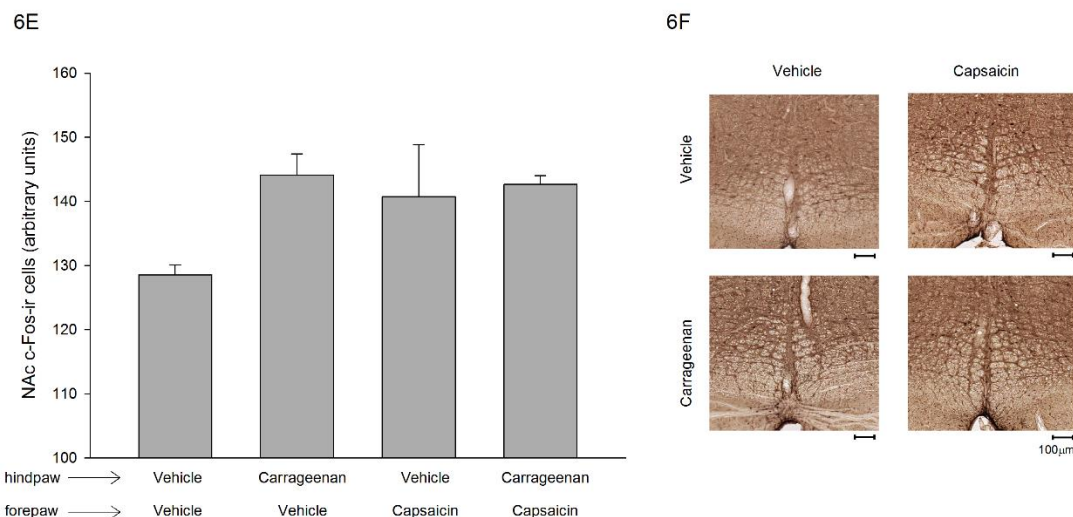 6E
NAc c-Fos-ir cells (arbitrary units)
160
150
140
130
120
110
100
hindpaw Vehicle Carrageenan Vehicle Carrageenan
forepaw Vehicle Vehicle Capsaicin Capsaicin
6F
Vehicle Capsaicin
Vehicle
Carrageenan
100µm